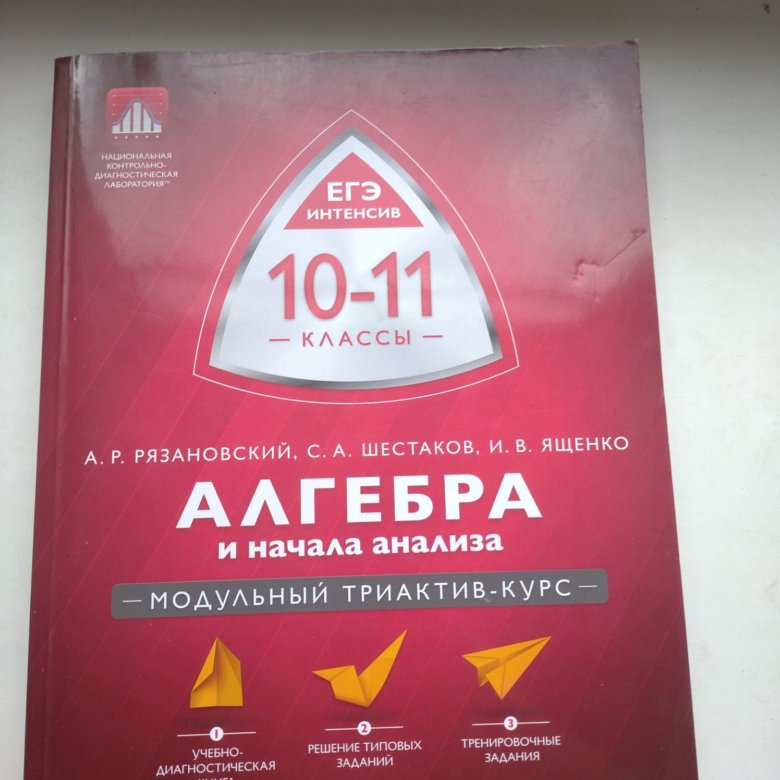 НАЦИОНАЛЬНАЯ
КОНТРОЛЬНО-
ДИАГНОСТИЧЕСКАЯ
ЛАБОРАТОРИЯ™
ЕГЭ
ИНТЕНСИВ
10-11
— КЛАССЫ —
А. Р. РЯЗАНОВСКИЙ, С. А. ШЕСТАКОВ, И. В. ЯЩЕНКО
АЛГЕБРА
и начала анализа
— МОДУЛЬНЫЙ ТРИАКТИВ-КУРС —
1
УЧЕБНО-
ДИАГНОСТИЧЕСКАЯ
2
РЕШЕНИЕ ТИПОВЫХ
ЗАДАНИЙ
3
ТРЕНИРОВОЧНЫЕ
ЗАДАНИЯ